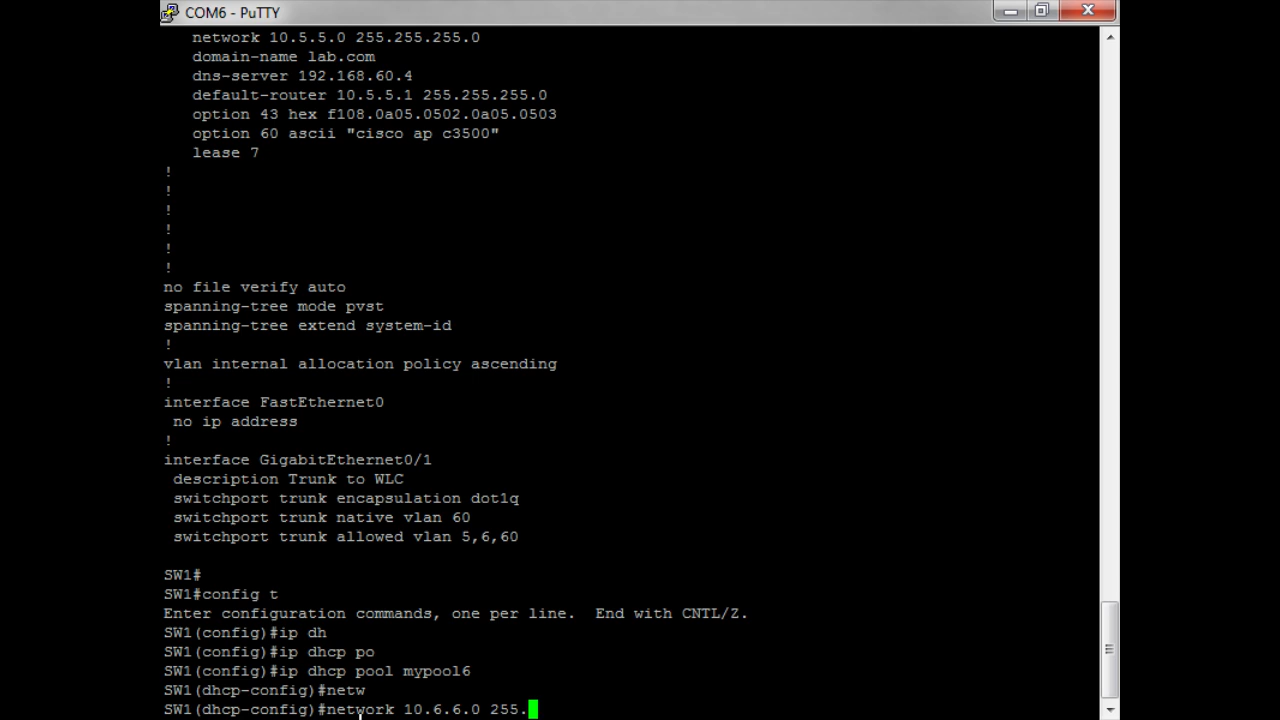 COM6 - PuTTY
network 10.5.5.0 255.255.255.0
domain-name lab.com
dns-server 192.168.60.4
default-router 10.5.5.1 255.255.255.0
option 43 hex f108.0a05.0502.0a05.0503
option 60 ascii "cisco ap c3500"
lease 7
!
!
!
!
!
!
no file verify auto
spanning-tree mode pvst
spanning-tree extend system-id
!
vlan internal allocation policy ascending
!
interface FastEthernet0
no ip address
!
interface GigabitEthernet0/1
description Trunk to WLC
switchport trunk encapsulation dot1q
switchport trunk native vlan 60
switchport trunk allowed vlan 5,6,60
SW1#
SW1#config t
Enter configuration commands, one per line.  End with CNTL/Z.
SW1(config)#ip dh
SW1(config)#ip dhcp po
SW1(config)#ip dhcp pool mypool6
SW1(dhcp-config)#netw
SW1(dhcp-config)#network 10.6.6.0 255.